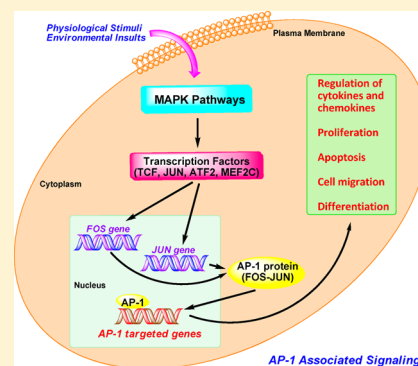 Physiological Stimuli
Environmental Insults
Plasma Membrane
MAPK Pathways
Regulation of
cytokines and
chemokines
Proliferation
Apoptosis
Cell migration
Differentiation
Transcription Factors
(TCF, JUN, ATF2, MEF2C)
Cytoplasm
FOS gene
JUN gene
AP-1 protein
(FOS-JUN)
Nucleus
AP-1
AP-1 targeted genes
AP-1 Associated Signaling